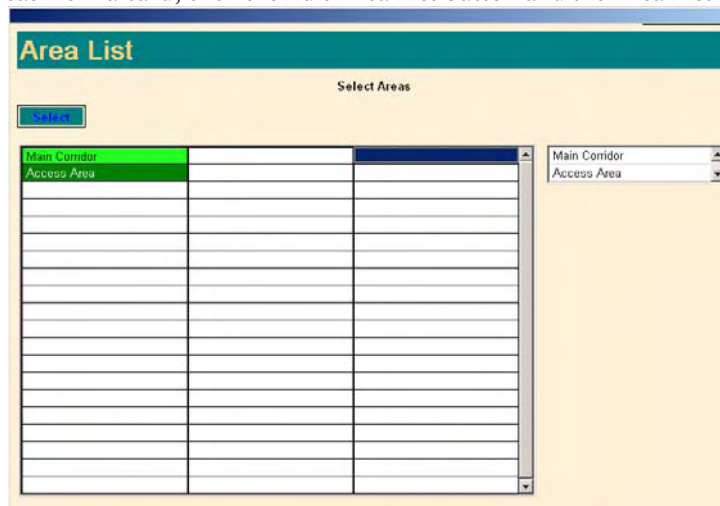 Area List
Select Areas
Select
Main Corridor
Access Area
Main Corridor
Access Area